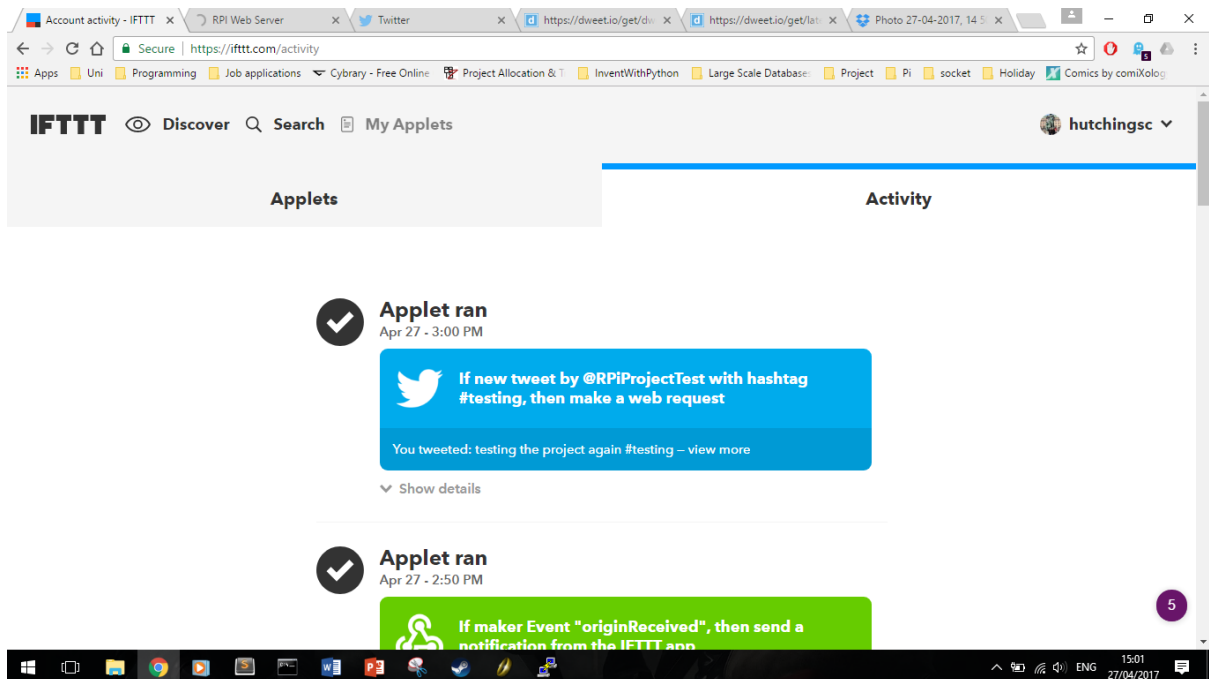 Account activity - IFTTT
RPI Web Server
Twitter
https://dweet.io/get/dw
https://dweet.io/get/lat
Photo 27-04-2017, 14 5
Secure | https://ifttt.com/activity
Apps Uni Programming Job applications Cybrary - Free Online Project Allocation & T InventWithPython Large Scale Database: Project Pi socket Holiday Comics by comiXolog
IFTTT Discover Search My Applets hutchingsc
Applets Activity
Applet ran
Apr 27 - 3:00 PM
If new tweet by @RPiProjectTest with hashtag
#testing, then make a web request
You tweeted: testing the project again #testing – view more
Show details
Applet ran
Apr 27 - 2:50 PM
If maker Event "originReceived", then send a
notification from the IFTTT app
5
ENG 15:01
27/04/2017